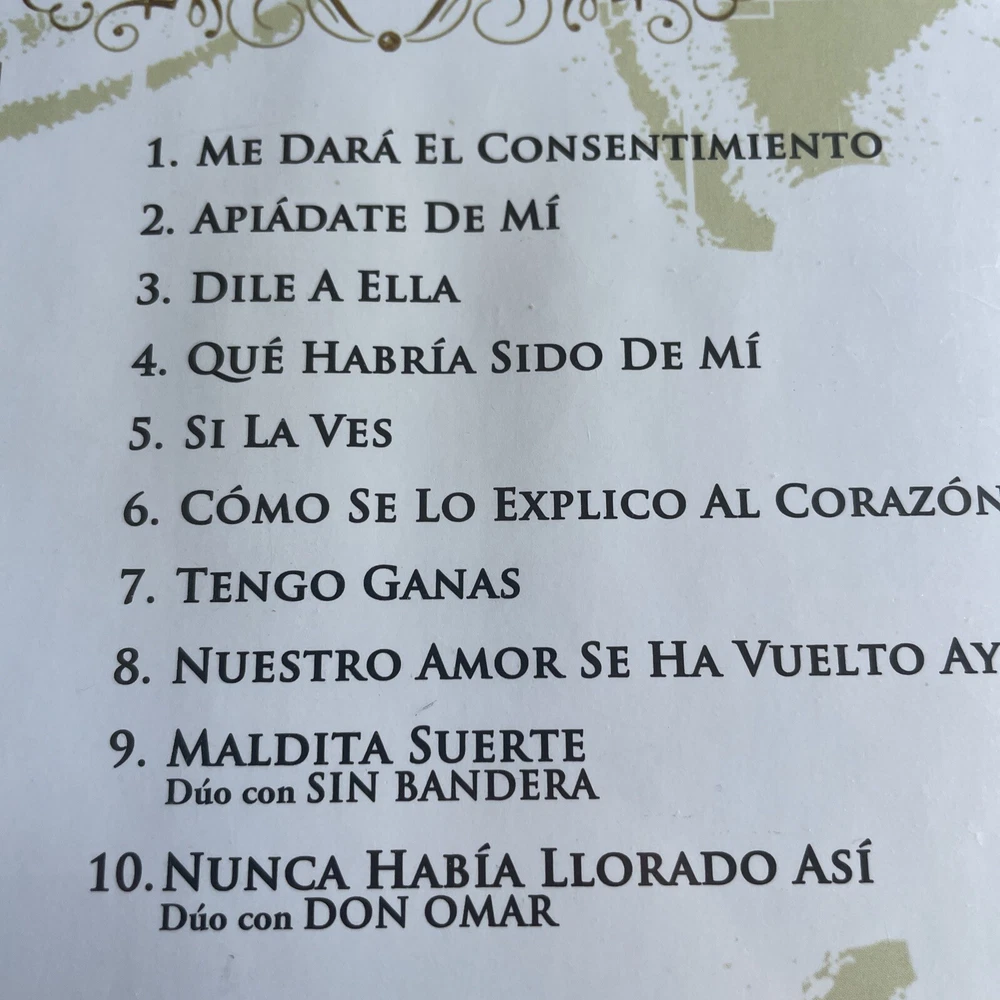 1. ME DARÁ EL CONSENTIMIENTO
2. APIÁDATE DE MÍ
3. DILE A ELLA
4. QUÉ HABRÍA SIDO DE MÍ
5. SI LA VES
6. CÓMO SE LO EXPLICO AL CORAZÓN
7. TENGO GANAS
8. NUESTRO AMOR SE HA VUELTO AY
9. MALDITA SUERTE
Dúo con SIN BANDERA
10. NUNCA HABÍA LLORADO ASÍ
Dúo con DON OMAR